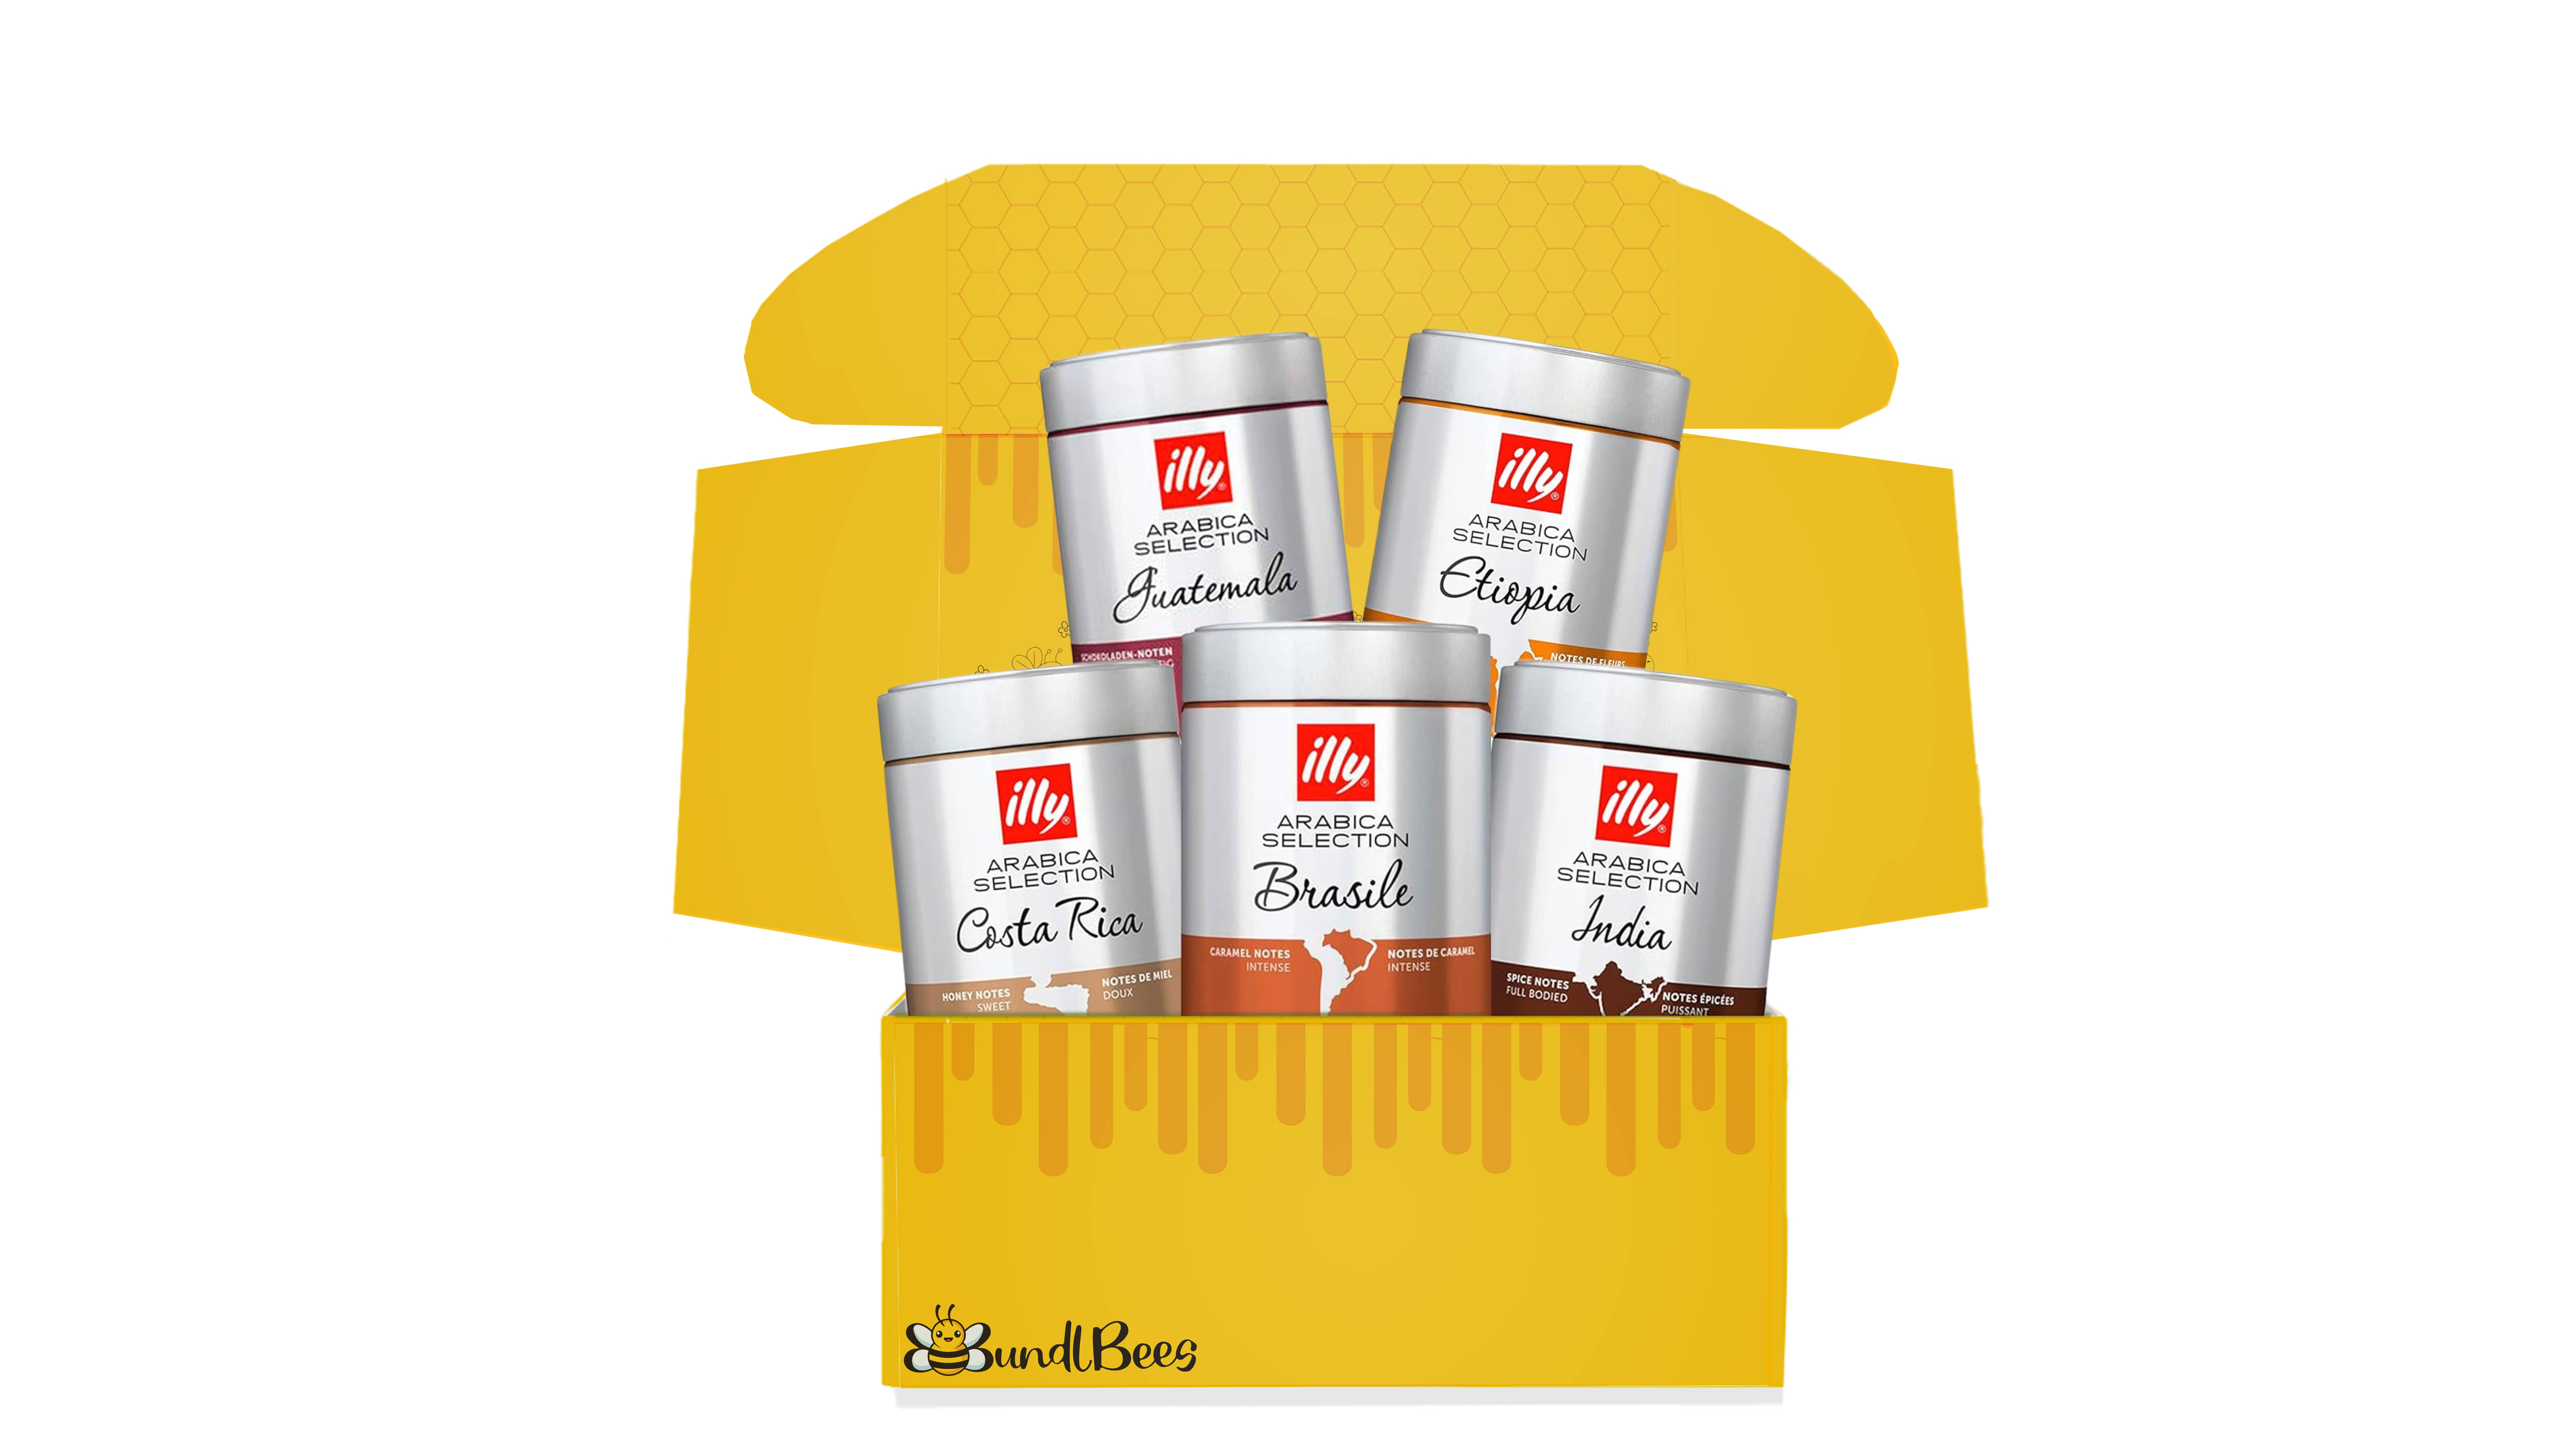 illy®
ARABICA
SELECTION
Guatemala
SCHOKOLADEN-NOTEN
illy®
ARABICA
SELECTION
Etiopia
NOTES DE FLEURS
illy®
ARABICA
SELECTION
Costa Rica
HONEY NOTES
SWEET
NOTES DE MIEL
DOUX
illy®
ARABICA
SELECTION
Brasile
CARAMEL NOTES
INTENSE
NOTES DE CARAMEL
INTENSE
illy®
ARABICA
SELECTION
India
SPICE NOTES
FULL BODIED
NOTES ÉPICÉES
PUISSANT
BundlBees